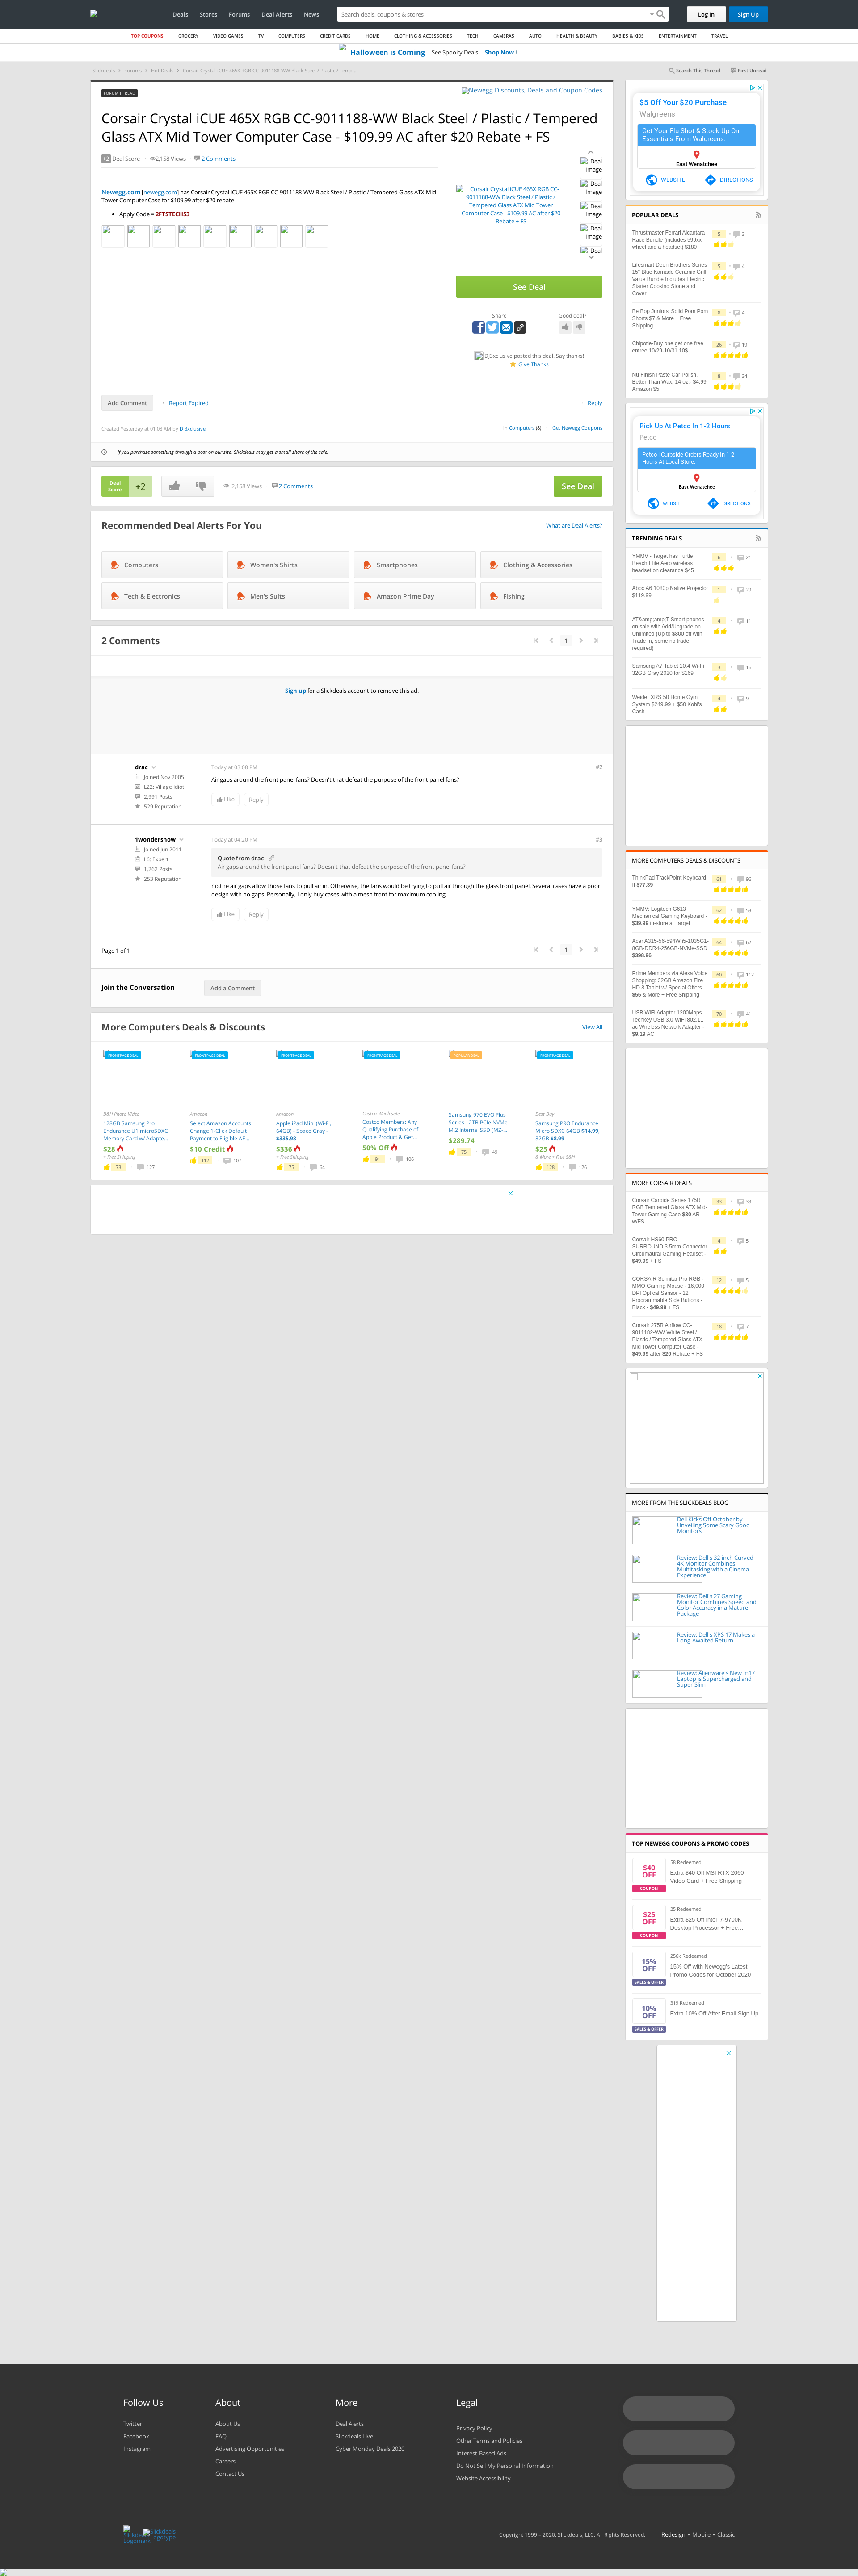 Deals Stores Forums Deal Alerts News
Search deals, coupons & stores
Log In
Sign Up
TOP COUPONS GROCERY VIDEO GAMES TV COMPUTERS CREDIT CARDS HOME CLOTHING & ACCESSORIES TECH CAMERAS AUTO HEALTH & BEAUTY BABIES & KIDS ENTERTAINMENT TRAVEL
Halloween is Coming See Spooky Deals Shop Now
Slickdeals Forums Hot Deals Corsair Crystal iCUE 465X RGB CC-9011188-WW Black Steel / Plastic / Temp...
Search This Thread First Unread
FORUM THREAD
Newegg Discounts, Deals and Coupon Codes
Corsair Crystal iCUE 465X RGB CC-9011188-WW Black Steel / Plastic / Tempered
Glass ATX Mid Tower Computer Case - $109.99 AC after $20 Rebate + FS
+2 Deal Score 2,158 Views 2 Comments
Newegg.com [newegg.com] has Corsair Crystal iCUE 465X RGB CC-9011188-WW Black Steel / Plastic / Tempered Glass ATX Mid
Tower Computer Case for $109.99 after $20 rebate
Apply Code = 2FTSTECH53
Corsair Crystal iCUE 465X RGB CC-
9011188-WW Black Steel / Plastic /
Tempered Glass ATX Mid Tower
Computer Case - $109.99 AC after $20
Rebate + FS
Deal
Image
Deal
Image
Deal
Image
Deal
Image
Deal
See Deal
Share
Good deal?
DJ3xclusive posted this deal. Say thanks!
Give Thanks
Add Comment Report Expired
Reply
Created Yesterday at 01:08 AM by DJ3xclusive
in Computers (8) Get Newegg Coupons
If you purchase something through a post on our site, Slickdeals may get a small share of the sale.
Deal
Score
+2
2,158 Views 2 Comments
See Deal
Recommended Deal Alerts For You
What are Deal Alerts?
Computers
Women's Shirts
Smartphones
Clothing & Accessories
Tech & Electronics
Men's Suits
Amazon Prime Day
Fishing
2 Comments
1
Sign up for a Slickdeals account to remove this ad.
drac
Joined Nov 2005
L22: Village Idiot
2,991 Posts
529 Reputation
Today at 03:08 PM
#2
Air gaps around the front panel fans? Doesn't that defeat the purpose of the front panel fans?
Like Reply
1wondershow
Joined Jun 2011
L6: Expert
1,262 Posts
253 Reputation
Today at 04:20 PM
#3
Quote from drac
Air gaps around the front panel fans? Doesn't that defeat the purpose of the front panel fans?
no,the air gaps allow those fans to pull air in. Otherwise, the fans would be trying to pull air through the glass front panel. Several cases have a poor
design with no gaps. Personally, I only buy cases with a mesh front for maximum cooling.
Like Reply
Page 1 of 1
1
Join the Conversation
Add a Comment
More Computers Deals & Discounts
View All
FRONTPAGE DEAL
B&H Photo Video
128GB Samsung Pro
Endurance U1 microSDXC
Memory Card w/ Adapte...
$28
+ Free Shipping
73 127
FRONTPAGE DEAL
Amazon
Select Amazon Accounts:
Change 1-Click Default
Payment to Eligible AE...
$10 Credit
112 107
FRONTPAGE DEAL
Amazon
Apple iPad Mini (Wi-Fi,
64GB) - Space Gray -
$335.98
$336
+ Free Shipping
75 64
FRONTPAGE DEAL
Costco Wholesale
Costco Members: Any
Qualifying Purchase of
Apple Product & Get...
50% Off
91 106
POPULAR DEAL
Samsung 970 EVO Plus
Series - 2TB PCIe NVMe -
M.2 Internal SSD (MZ-...
$289.74
75 49
FRONTPAGE DEAL
Best Buy
Samsung PRO Endurance
Micro SDXC 64GB $14.99,
32GB $8.99
$25
& More + Free S&H
128 126
$5 Off Your $20 Purchase
Walgreens
Get Your Flu Shot & Stock Up On
Essentials From Walgreens.
East Wenatchee
WEBSITE DIRECTIONS
POPULAR DEALS
Thrustmaster Ferrari Alcantara
Race Bundle (includes 599xx
wheel and a headset) $180
5 3
Lifesmart Deen Brothers Series
15" Blue Kamado Ceramic Grill
Value Bundle Includes Electric
Starter Cooking Stone and
Cover
5 4
Be Bop Juniors' Solid Pom Pom
Shorts $7 & More + Free
Shipping
8 4
Chipotle-Buy one get one free
entree 10/29-10/31 10$
26 19
Nu Finish Paste Car Polish,
Better Than Wax, 14 oz.- $4.99
Amazon $5
8 34
Pick Up At Petco In 1-2 Hours
Petco
Petco | Curbside Orders Ready In 1-2
Hours At Local Store.
East Wenatchee
WEBSITE DIRECTIONS
TRENDING DEALS
YMMV - Target has Turtle
Beach Elite Aero wireless
headset on clearance $45
6 21
Abox A6 1080p Native Projector
$119.98
1 29
AT&amp;amp;T Smart phones
on sale with Add/Upgrade on
Unlimited (Up to $800 off with
Trade In, some no trade
required)
4 11
Samsung A7 Tablet 10.4 Wi-Fi
32GB Gray 2020 for $169
3 16
Weider XRS 50 Home Gym
System $249.99 + $50 Kohl's
Cash
4 9
MORE COMPUTERS DEALS & DISCOUNTS
ThinkPad TrackPoint Keyboard
II $77.39
61 96
YMMV: Logitech G613
Mechanical Gaming Keyboard -
$39.99 in-store at Target
62 53
Acer A315-56-594W i5-1035G1-
8GB-DDR4-256GB-NVMe-SSD
$398.96
64 62
Prime Members via Alexa Voice
Shopping: 32GB Amazon Fire
HD 8 Tablet w/ Special Offers
$55 & More + Free Shipping
60 112
USB WiFi Adapter 1200Mbps
Techkey USB 3.0 WiFi 802.11
ac Wireless Network Adapter -
$9.19 AC
70 41
MORE CORSAIR DEALS
Corsair Carbide Series 175R
RGB Tempered Glass ATX Mid-
Tower Gaming Case $30 AR
w/FS
33 33
Corsair HS60 PRO
SURROUND 3.5mm Connector
Circumaural Gaming Headset -
$49.99 + FS
4 5
CORSAIR Scimitar Pro RGB -
MMO Gaming Mouse - 16,000
DPI Optical Sensor - 12
Programmable Side Buttons -
Black - $49.99 + FS
12 5
Corsair 275R Airflow CC-
9011182-WW White Steel /
Plastic / Tempered Glass ATX
Mid Tower Computer Case -
$49.99 after $20 Rebate + FS
18 7
MORE FROM THE SLICKDEALS BLOG
Dell Kicks Off October by
Unveiling Some Scary Good
Monitors
Review: Dell's 32-inch Curved
4K Monitor Combines
Multitasking with a Cinema
Experience
Review: Dell's 27 Gaming
Monitor Combines Speed and
Color Accuracy in a Mature
Package
Review: Dell's XPS 17 Makes a
Long-Awaited Return
Review: Alienware's New m17
Laptop is Supercharged and
Super-Slim
TOP NEWEGG COUPONS & PROMO CODES
$40
OFF
COUPON
58 Redeemed
Extra $40 Off MSI RTX 2060
Video Card + Free Shipping
$25
OFF
COUPON
25 Redeemed
Extra $25 Off Intel i7-9700K
Desktop Processor + Free...
15%
OFF
SALES & OFFER
256k Redeemed
15% Off with Newegg's Latest
Promo Codes for October 2020
10%
OFF
SALES & OFFER
319 Redeemed
Extra 10% Off After Email Sign Up
Follow Us
Twitter
Facebook
Instagram
About
About Us
FAQ
Advertising Opportunities
Careers
Contact Us
More
Deal Alerts
Slickdeals Live
Cyber Monday Deals 2020
Legal
Privacy Policy
Other Terms and Policies
Interest-Based Ads
Do Not Sell My Personal Information
Website Accessibility
Slickdeals
Logomark
Slickdeals
Logotype
Copyright 1999 – 2020. Slickdeals, LLC. All Rights Reserved.
Redesign • Mobile • Classic